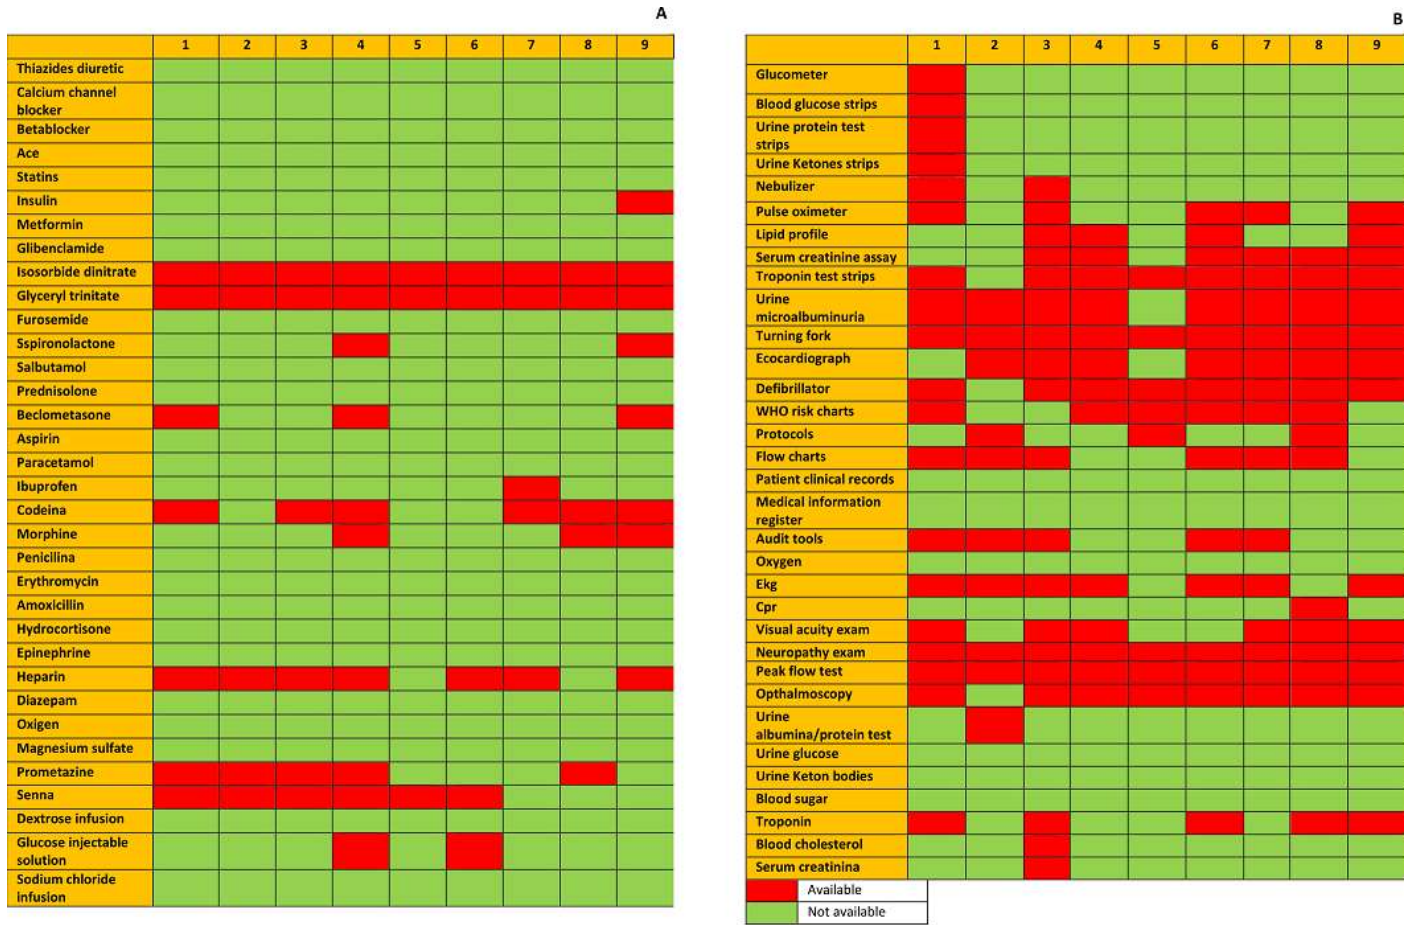 A
1 2 3 4 5 6 7 8 9
Thiazides diuretic
Calcium channel
blocker
Betablocker
Ace
Statins
Insulin
Metformin
Glibenclamide
Isosorbide dinitrate
Glyceryl trinitate
Furosemide
Sspironolactone
Salbutamol
Prednisolone
Beclometasone
Aspirin
Paracetamol
Ibuprofen
Codeina
Morphine
Penicilina
Erythromycin
Amoxicillin
Hydrocortisone
Epinephrine
Heparin
Diazepam
Oxigen
Magnesium sulfate
Prometazine
Senna
Dextrose infusion
Glucose injectable
solution
Sodium chloride
infusion
B
1 2 3 4 5 6 7 8 9
Glucometer
Blood glucose strips
Urine protein test
strips
Urine Ketones strips
Nebulizer
Pulse oximeter
Lipid profile
Serum creatinine assay
Troponin test strips
Urine
microalbuminuria
Turning fork
Ecocardiograph
Defibrillator
WHO risk charts
Protocols
Flow charts
Patient clinical records
Medical information
register
Audit tools
Oxygen
Ekg
Cpr
Visual acuity exam
Neuropathy exam
Peak flow test
Opthalmoscopy
Urine
albumina/protein test
Urine glucose
Urine Keton bodies
Blood sugar
Troponin
Blood cholesterol
Serum creatinina
Available
Not available